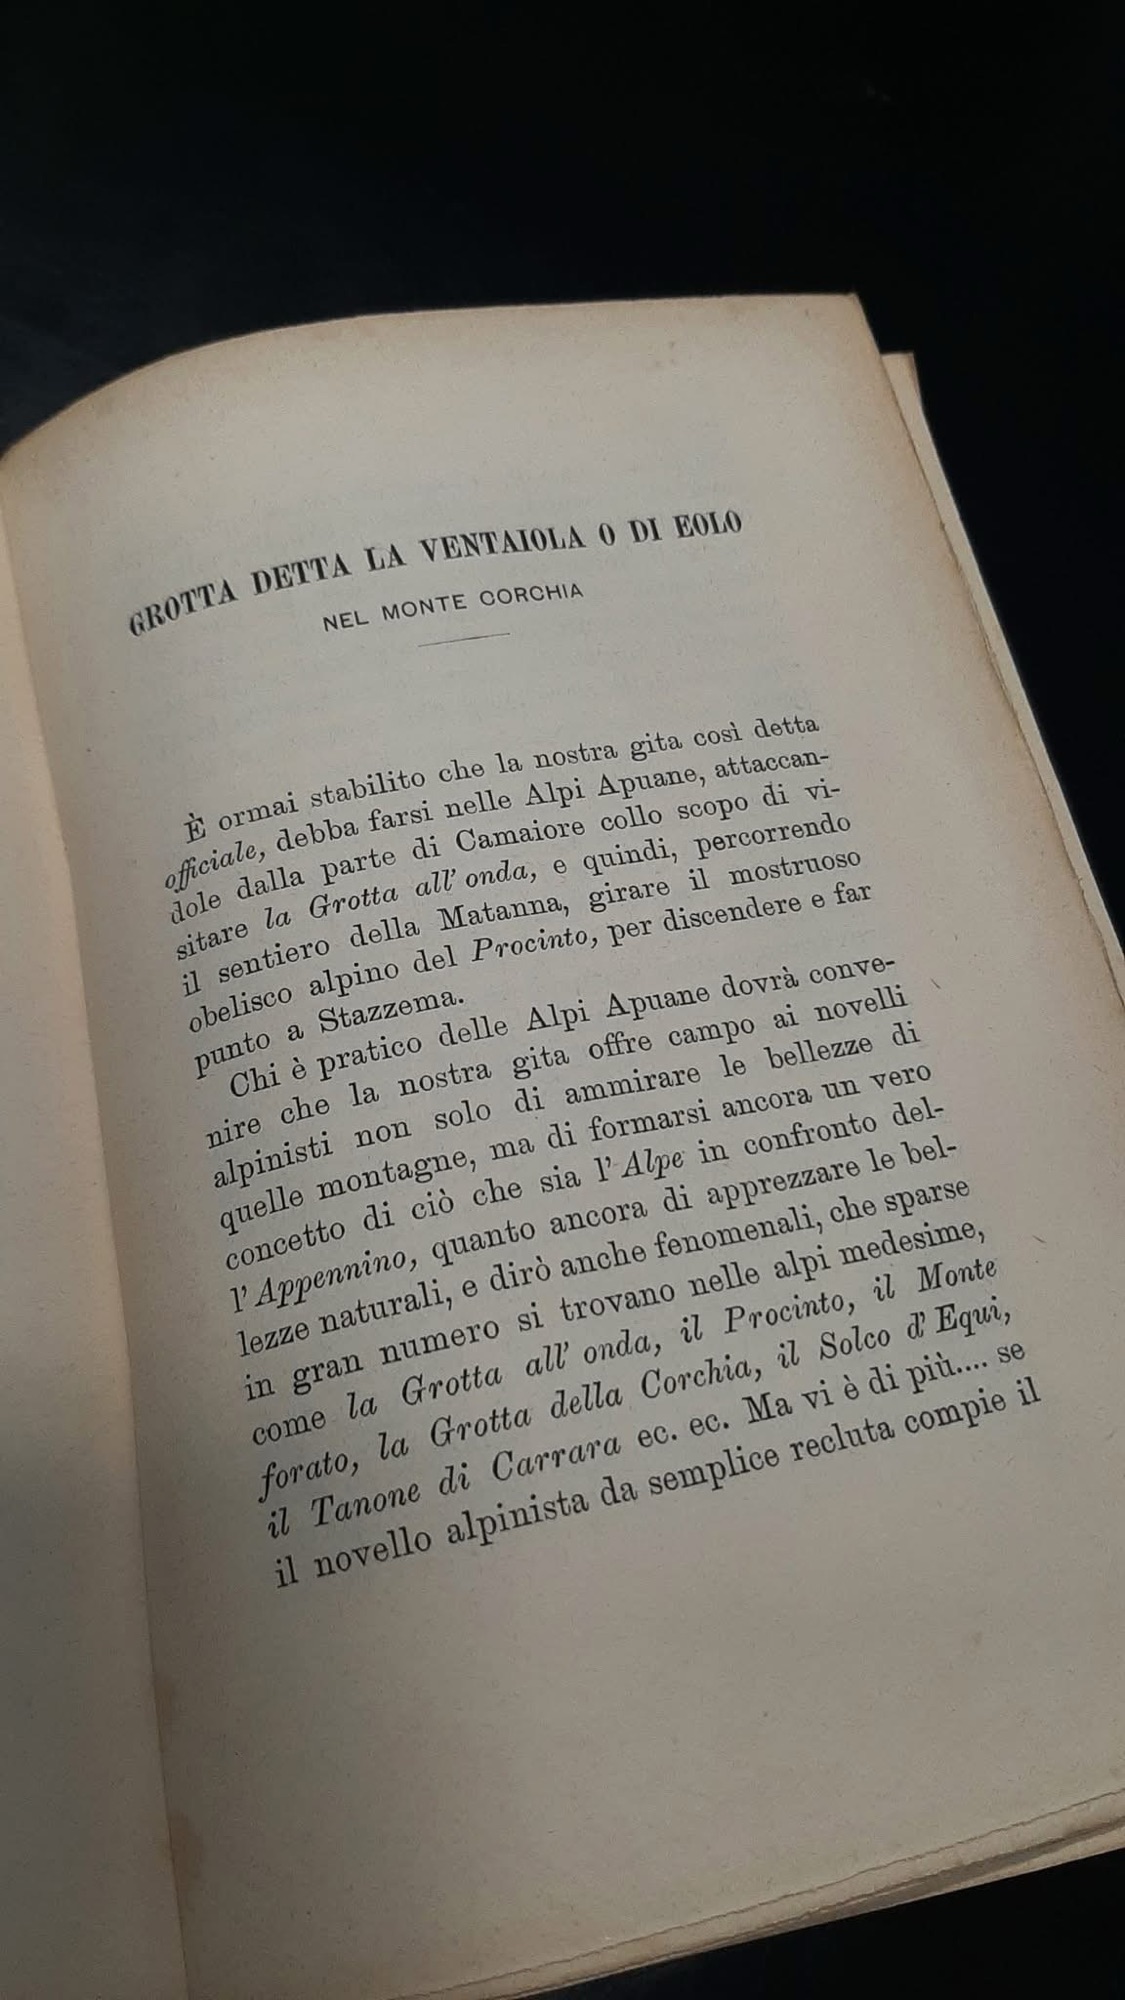 GROTTA DETTA LA VENTAIOLA O DI EOLO
NEL MONTE CORCHIA
È ormai stabilito che la nostra gita così detta
officiale, debba farsi nelle Alpi Apuane, attaccan-
dole dalla parte di Camaiore collo scopo di vi-
sitare la Grotta all' onda, e quindi, percorrendo
il sentiero della Matanna, girare il mostruoso
obelisco alpino del Procinto, per discendere e far
punto a Stazzema.
Chi è pratico delle Alpi Apuane dovrà conve-
nire che la nostra gita offre campo ai novelli
alpinisti non solo di ammirare le bellezze di
quelle montagne, ma di formarsi ancora un vero
concetto di ciò che sia l' Alpe in confronto del-
l' Appennino, quanto ancora di apprezzare le bel-
lezze naturali, e dirò anche fenomenali, che sparse
in gran numero si trovano nelle alpi medesime,
come la Grotta all' onda, il Procinto, il Monte
forato, la Grotta della Corchia, il Solco d' Equi,
il Tanone di Carrara ec. ec. Ma vi è di più.... se
il novello alpinista da semplice recluta compie il